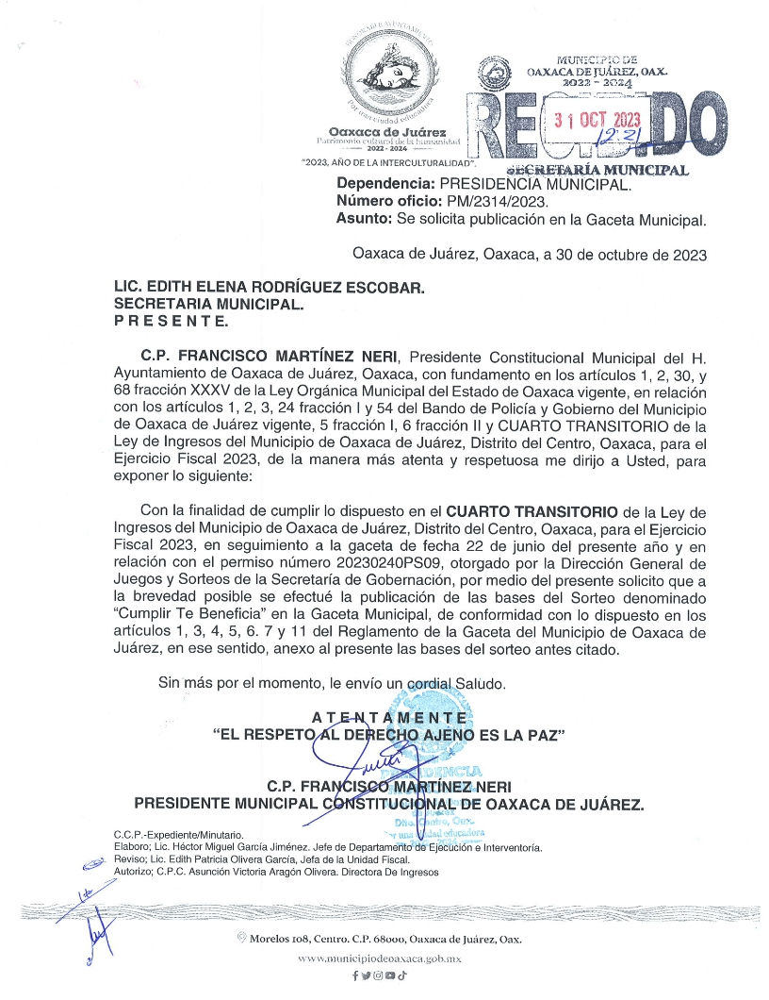 HONORABLE AYUNTAMIENTO
Por una ciudad educadora
Oaxaca de Juárez
Patrimonio cultural de la humanidad
2022 - 2024
"2023, AÑO DE LA INTERCULTURALIDAD".
MUNICIPIO DE
OAXACA DE JUÁREZ, OAX.
2022 - 2024
RECIBIDO
31 OCT 2023
SECRETARÍA MUNICIPAL
Dependencia: PRESIDENCIA MUNICIPAL.
Número oficio: PM/2314/2023.
Asunto: Se solicita publicación en la Gaceta Municipal.
Oaxaca de Juárez, Oaxaca, a 30 de octubre de 2023
LIC. EDITH ELENA RODRÍGUEZ ESCOBAR.
SECRETARIA MUNICIPAL.
P R E S E N T E.
C.P. FRANCISCO MARTÍNEZ NERI, Presidente Constitucional Municipal del H.
Ayuntamiento de Oaxaca de Juárez, Oaxaca, con fundamento en los artículos 1, 2, 30, y
68 fracción XXXV de la Ley Orgánica Municipal del Estado de Oaxaca vigente, en relación
con los artículos 1, 2, 3, 24 fracción I y 54 del Bando de Policía y Gobierno del Municipio
de Oaxaca de Juárez vigente, 5 fracción I, 6 fracción II y CUARTO TRANSITORIO de la
Ley de Ingresos del Municipio de Oaxaca de Juárez, Distrito del Centro, Oaxaca, para el
Ejercicio Fiscal 2023, de la manera más atenta y respetuosa me dirijo a Usted, para
exponer lo siguiente:
Con la finalidad de cumplir lo dispuesto en el CUARTO TRANSITORIO de la Ley de
Ingresos del Municipio de Oaxaca de Juárez, Distrito del Centro, Oaxaca, para el Ejercicio
Fiscal 2023, en seguimiento a la gaceta de fecha 22 de junio del presente año y en
relación con el permiso número 20230240PS09, otorgado por la Dirección General de
Juegos y Sorteos de la Secretaría de Gobernación, por medio del presente solicito que a
la brevedad posible se efectué la publicación de las bases del Sorteo denominado
"Cumplir Te Beneficia" en la Gaceta Municipal, de conformidad con lo dispuesto en los
artículos 1, 3, 4, 5, 6. 7 y 11 del Reglamento de la Gaceta del Municipio de Oaxaca de
Juárez, en ese sentido, anexo al presente las bases del sorteo antes citado.
Sin más por el momento, le envío un cordial Saludo.
A T E N T A M E N T E
"EL RESPETO AL DERECHO AJENO ES LA PAZ"
PRESIDENCIA
C.P. FRANCISCO MARTÍNEZ NERI
PRESIDENTE MUNICIPAL CONSTITUCIONAL DE OAXACA DE JUÁREZ.
Dtto. Centro, Oax.
Por una ciudad educadora
C.C.P.-Expediente/Minutario.
Elaboro; Lic. Héctor Miguel García Jiménez. Jefe de Departamento de Ejecución e Interventoría.
Reviso; Lic. Edith Patricia Olivera García, Jefa de la Unidad Fiscal.
Autorizo; C.P.C. Asunción Victoria Aragón Olivera. Directora De Ingresos
Morelos 108, Centro. C.P. 68000, Oaxaca de Juárez, Oax.
www.municipiodeoaxaca.gob.mx